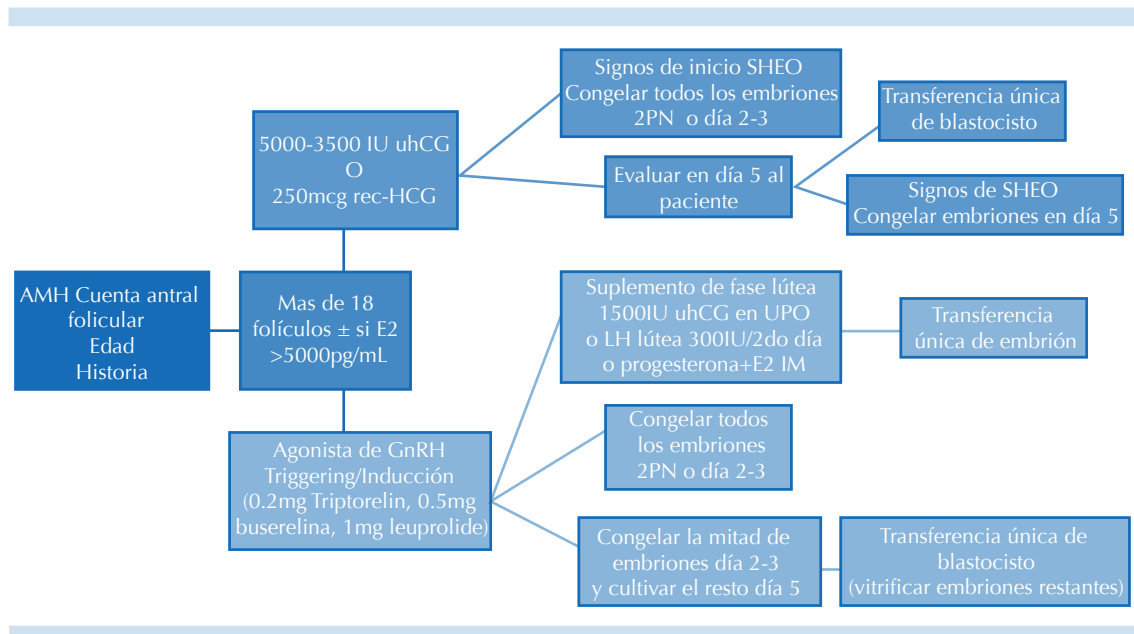 AMH Cuenta antral
folicular
Edad
Historia
Mas de 18
folículos ± si E2
>5000pg/mL
5000-3500 IU uhCG
O
250mcg rec-HCG
Signos de inicio SHEO
Congelar todos los embriones
2PN o día 2-3
Evaluar en día 5 al
paciente
Transferencia única
de blastocisto
Signos de SHEO
Congelar embriones en día 5
Agonista de GnRH
Triggering/Inducción
(0.2mg Triptorelin, 0.5mg
buserelina, 1mg leuprolide)
Suplemento de fase lútea
1500IU uhCG en UPO
o LH lútea 300IU/2do día
o progesterona+E2 IM
Transferencia
única de embrión
Congelar todos
los embriones
2PN o día 2-3
Congelar la mitad de
embriones día 2-3
y cultivar el resto día 5
Transferencia única de
blastocisto
(vitrificar embriones restantes)